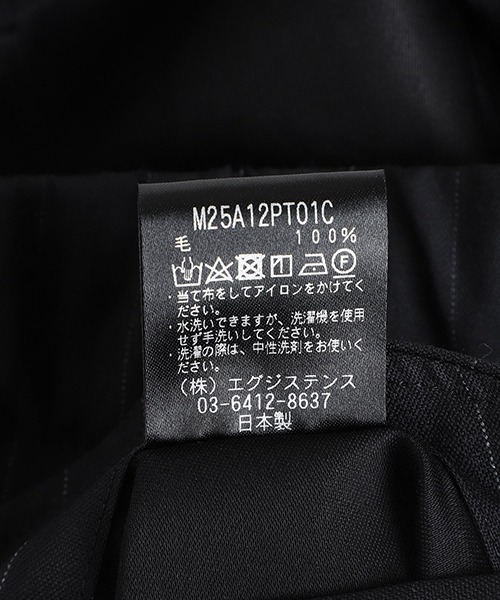 M25A12PT01C
毛 100%
・当て布をしてアイロンをかけてく
ださい。
・水洗いできますが、洗濯機を使用
せず手洗いしてください。
・洗濯の際は、中性洗剤をお使いく
ださい。
(株) エグジステンス
03-6412-8637
日本製